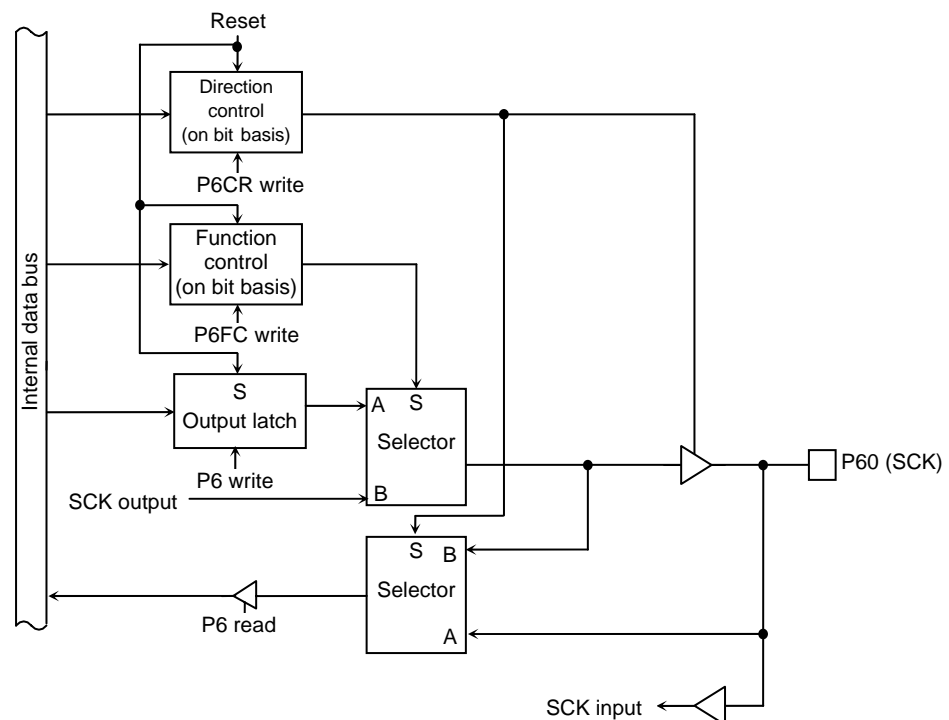 Reset
Direction
control
(on bit basis)
P6CR write
Function
control
(on bit basis)
P6FC write
Internal data bus
S
Output latch
P6 write
A
S
Selector
B
SCK output
P60 (SCK)
S
B
Selector
A
P6 read
SCK input